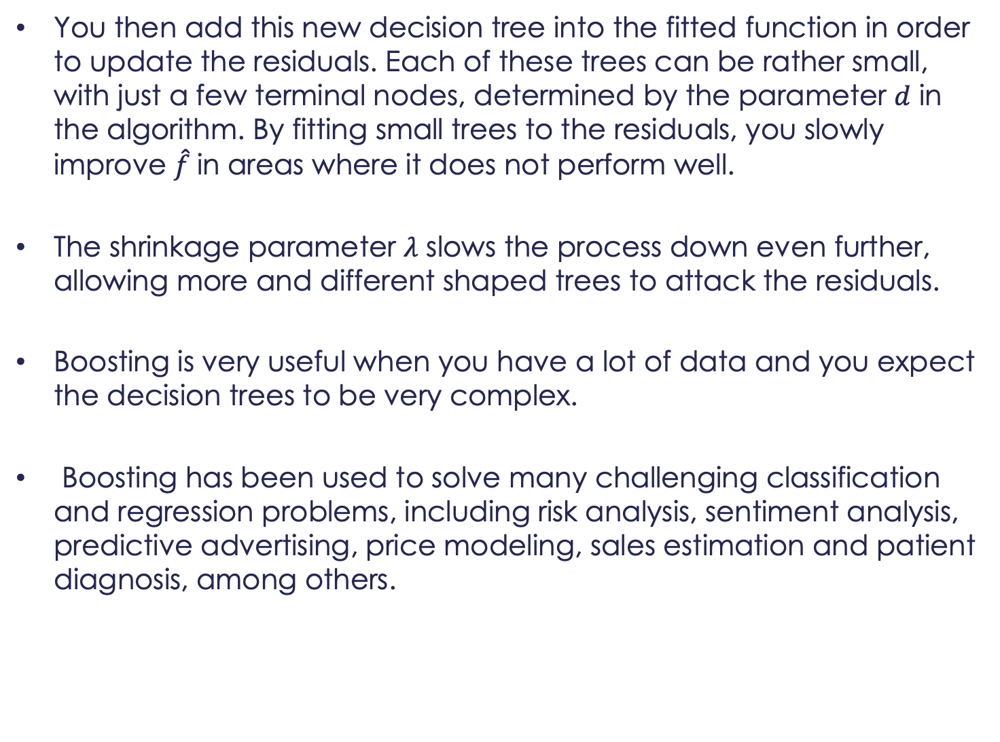 • You then add this new decision tree into the fitted function in order
to update the residuals. Each of these trees can be rather small,
with just a few terminal nodes, determined by the parameter 𝑑 in
the algorithm. By fitting small trees to the residuals, you slowly
improve 𝑓̂ in areas where it does not perform well.
• The shrinkage parameter 𝜆 slows the process down even further,
allowing more and different shaped trees to attack the residuals.
• Boosting is very useful when you have a lot of data and you expect
the decision trees to be very complex.
• Boosting has been used to solve many challenging classification
and regression problems, including risk analysis, sentiment analysis,
predictive advertising, price modeling, sales estimation and patient
diagnosis, among others.